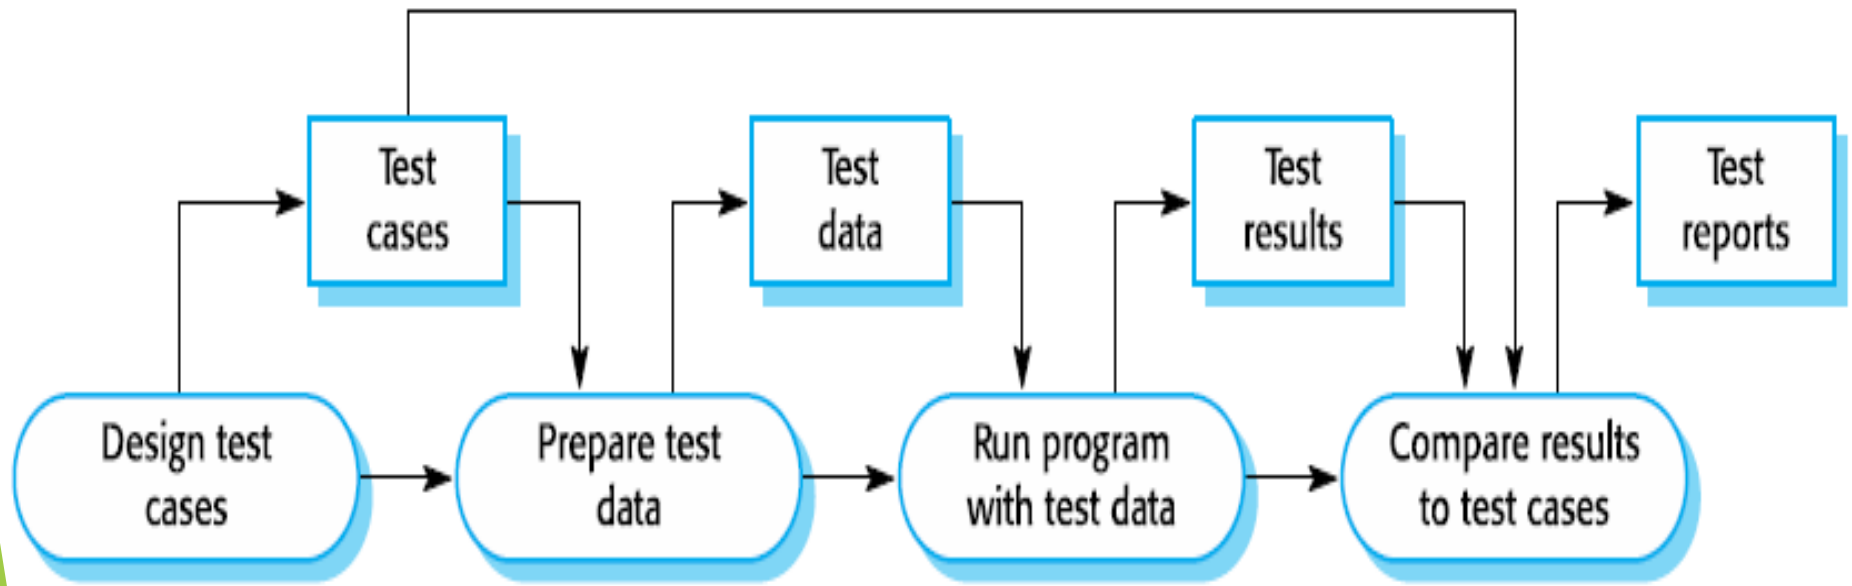 Test
cases
Test
data
Test
results
Test
reports
Design test
cases
Prepare test
data
Run program
with test data
Compare results
to test cases